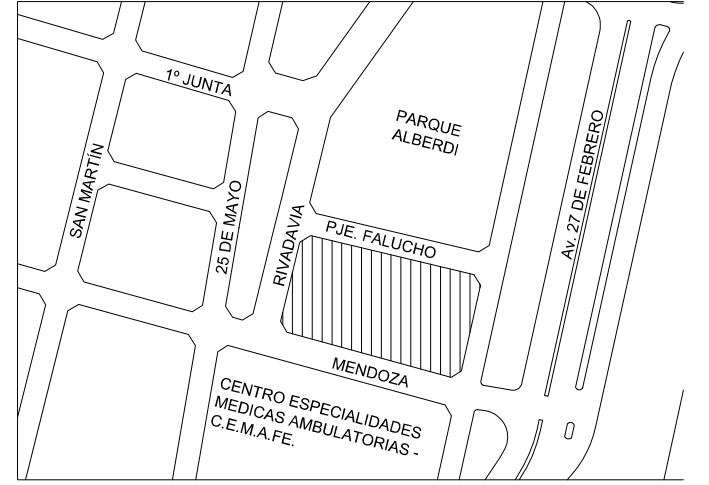 1º JUNTA
PARQUE
ALBERDI
SAN MARTÍN
25 DE MAYO
RIVADAVIA
PJE. FALUCHO
Av. 27 DE FEBRERO
MENDOZA
CENTRO ESPECIALIDADES
MEDICAS AMBULATORIAS -
C.E.M.A.FE.